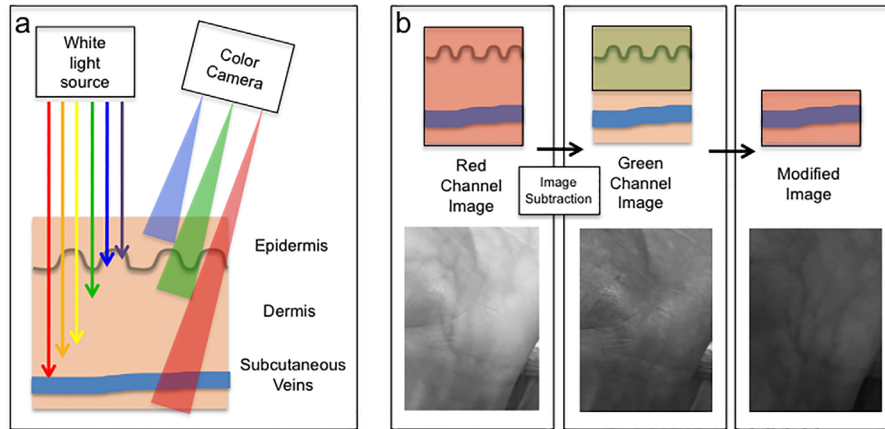 a
White
light
source
Color
Camera
Epidermis
Dermis
Subcutaneous
Veins
b
Red
Channel
Image
Image
Subtraction
Green
Channel
Image
Modified
Image